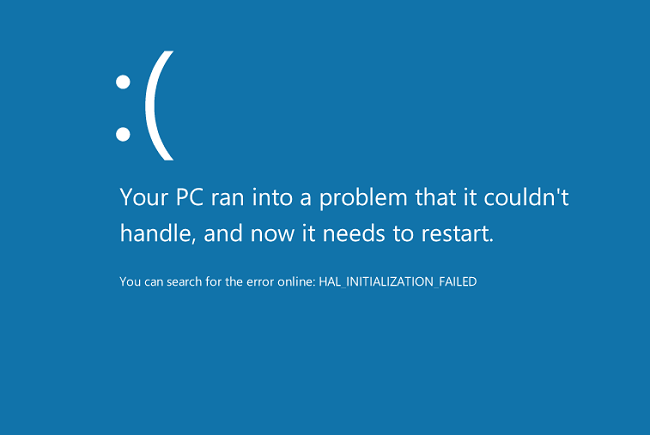 :(
Your PC ran into a problem that it couldn't
handle, and now it needs to restart.
You can search for the error online: HAL_INITIALIZATION_FAILED